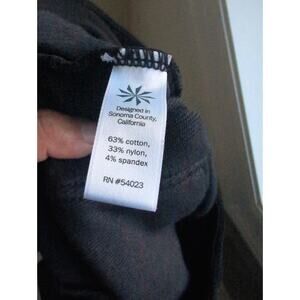 Designed in
Sonoma County,
California
63% cotton,
33% nylon,
4% spandex
RN #54023